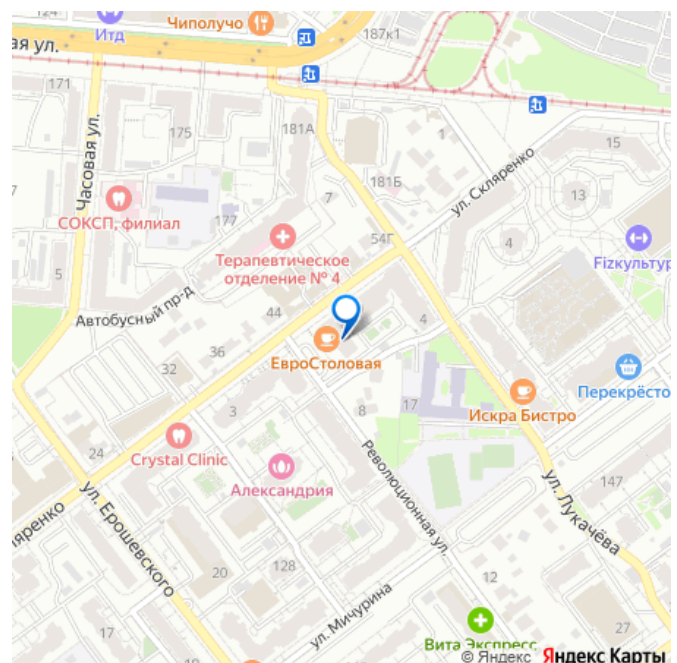 124
Чиполучо
Итд
187к1
ая ул.
171
175
181А
1
15
Часовая ул.
181Б
ул. Скляренко
7
7
13
СОКСП, филиал
177
54Г
4
Терапевтическое
отделение № 4
Fizкультур
5
Автобусный пр-д
44
4
36
ЕвроСтоловая
32
Перекрёсто
3
8
17
Искра Бистро
24
Crystal Clinic
Александрия
Революционная ул.
147
ул. Лукачёва
яренко
ул. Ерошевского
20
128
12
ул. Мичурина
17
27
Вита Экспресс
© Яндекс Яндекс Карты